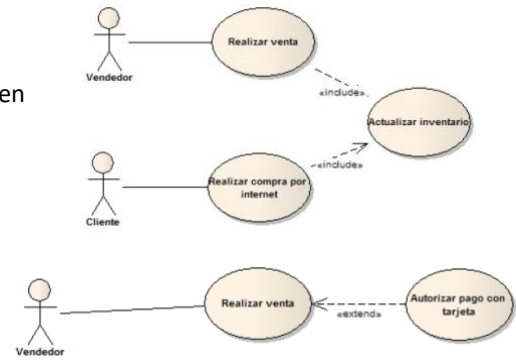 Realizar venta
Vendedor
en
«include»
Actualizar inventario
«include»
Realizar compra por
internet
Cliente
Realizar venta
Autorizar pago con
tarjeta
«extend»
Vendedor